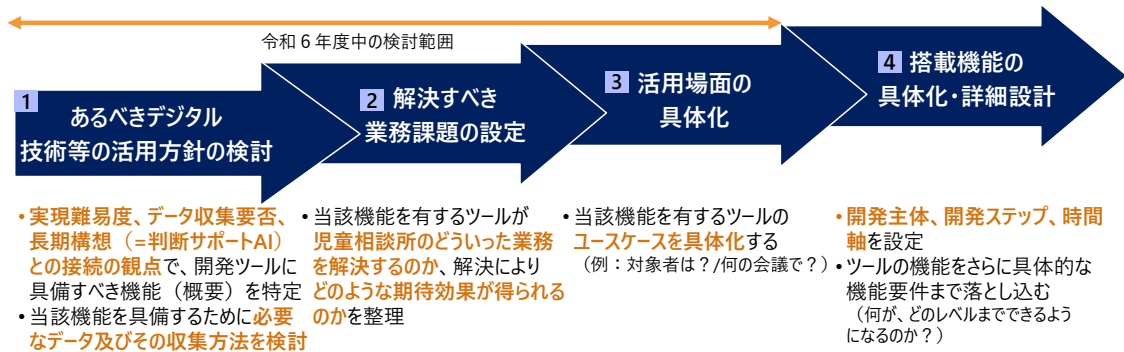 令和６年度中の検討範囲
1
あるべきデジタル
技術等の活用方針の検討
2 解決すべき
業務課題の設定
3 活用場面の
具体化
4 搭載機能の
具体化・詳細設計
• 実現難易度、データ収集要否、
長期構想（=判断サポートAI）
との接続の観点で、開発ツールに
具備すべき機能（概要）を特定
• 当該機能を具備するために必要
なデータ及びその収集方法を検討
• 当該機能を有するツールが
児童相談所のどういった業務
を解決するのか、解決により
どのような期待効果が得られる
のかを整理
• 当該機能を有するツールの
ユースケースを具体化する
（例：対象者は？/何の会議で？）
• 開発主体、開発ステップ、時間
軸を設定
• ツールの機能をさらに具体的な
機能要件まで落とし込む
（何が、どのレベルまでできるよう
になるのか？）